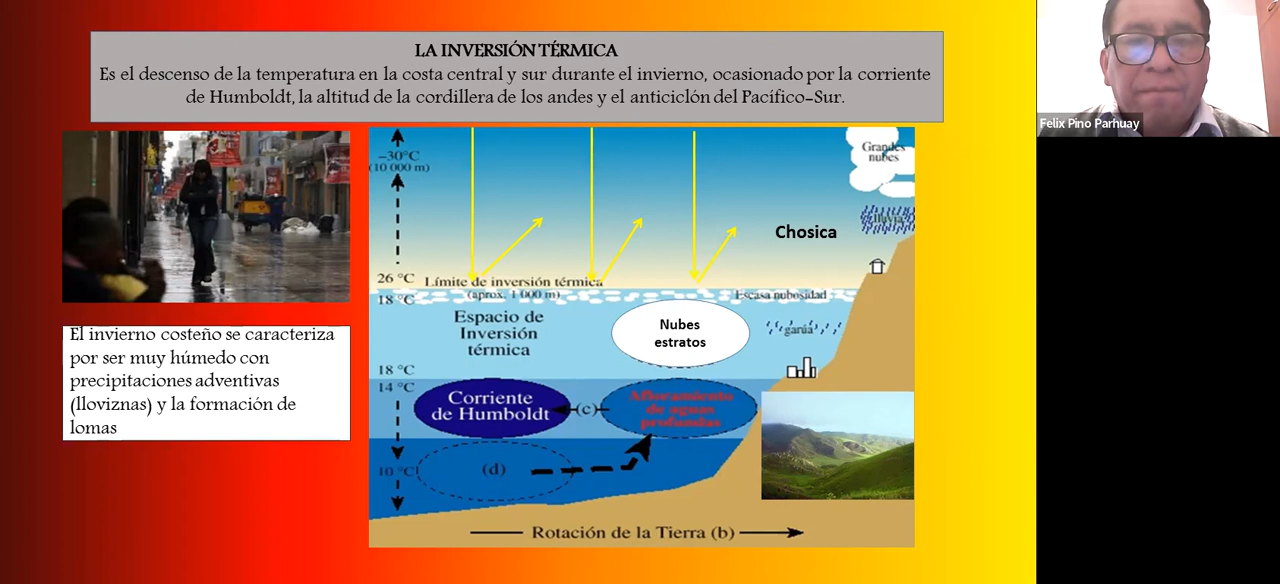 LA INVERSIÓN TÉRMICA
Es el descenso de la temperatura en la costa central y sur durante el invierno, ocasionado por la corriente
de Humboldt, la altitud de la cordillera de los andes y el anticiclón del Pacífico-Sur.
Felix Pino Parhuay
−30°C
(10 000 m)
Grandes
nubes
lluvia
Chosica
26 °C
Límite de inversión térmica
(aprox. 1 000 m)
18 °C
Escasa nubosidad
Espacio de
Inversión
térmica
Nubes
estratos
garúa
18 °C
14 °C
Corriente
de Humboldt
(c)
Afloramiento
de aguas
profundas
10 °C
(d)
Rotación de la Tierra (b)
El invierno costeño se caracteriza
por ser muy húmedo con
precipitaciones adventivas
(lloviznas) y la formación de
lomas